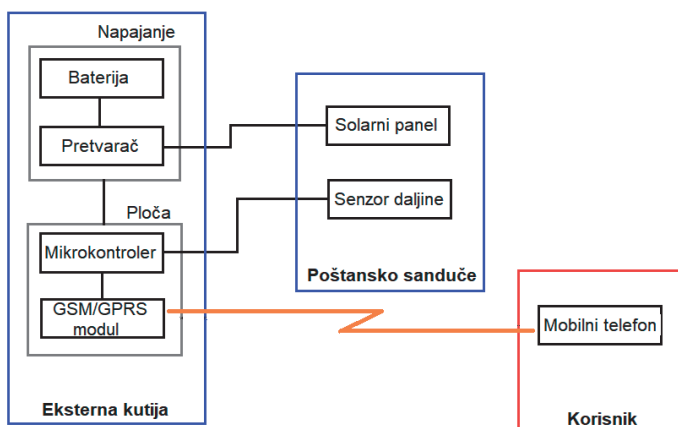 Napajanje
Baterija
Pretvarač
Ploča
Mikrokontroler
GSM/GPRS
modul
Eksterna kutija
Solarni panel
Senzor daljine
Poštansko sanduče
Mobilni telefon
Korisnik